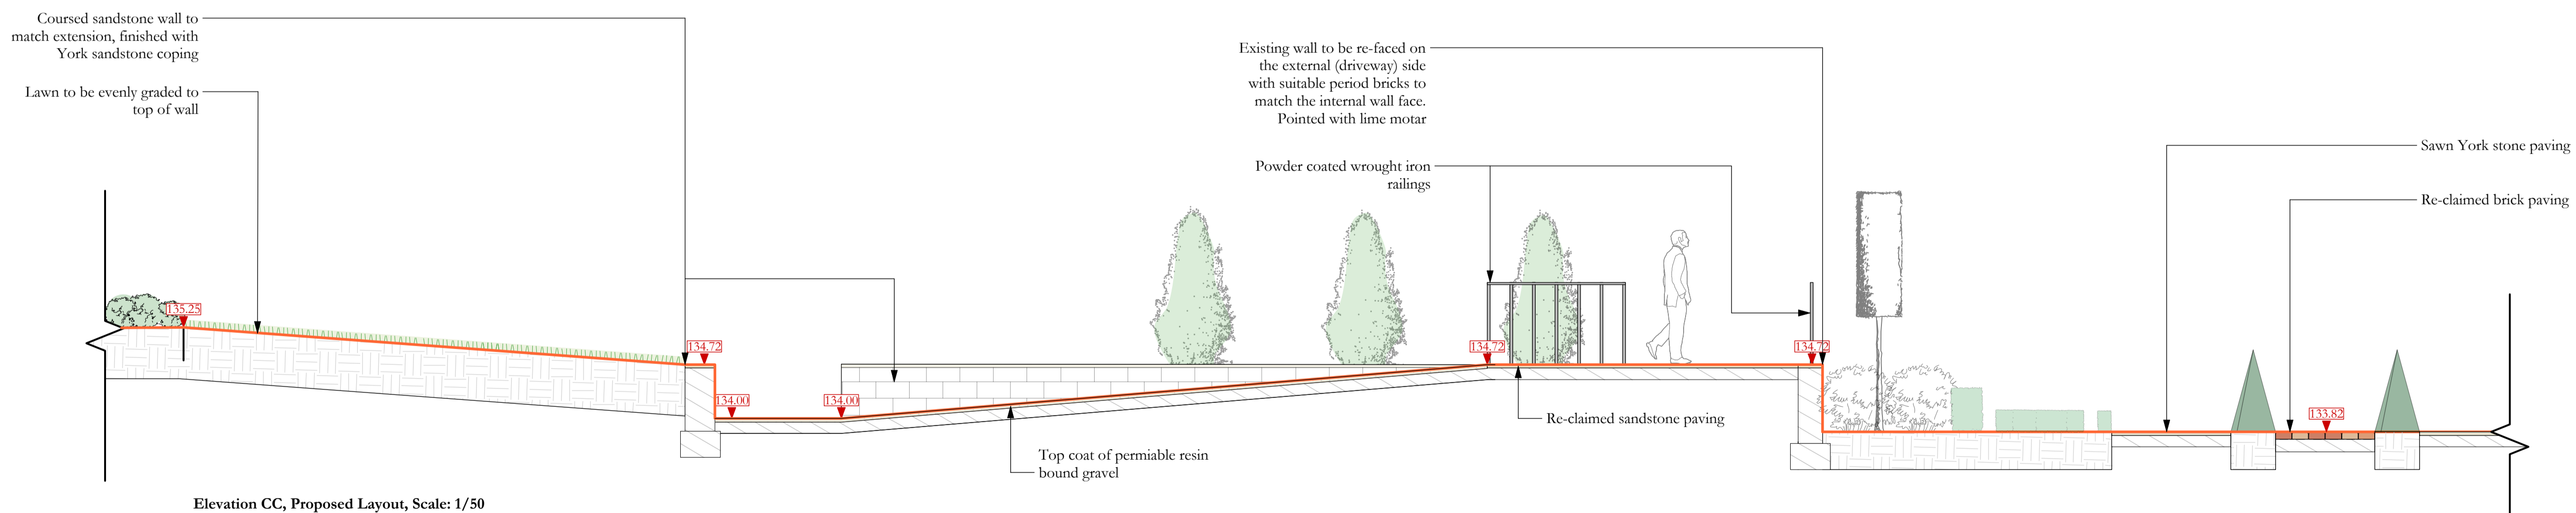 Coursed sandstone wall to
match extension, finished with
York sandstone coping
Lawn to be evenly graded to
top of wall
Existing wall to be re-faced on
the external (driveway) side
with suitable period bricks to
match the internal wall face.
Pointed with lime motar
Powder coated wrought iron
railings
Sawn York stone paving
Re-claimed brick paving
135.25
134.72
134.00
134.00
134.72
134.72
133.82
Re-claimed sandstone paving
Top coat of permiable resin
bound gravel
Elevation CC, Proposed Layout, Scale: 1/50